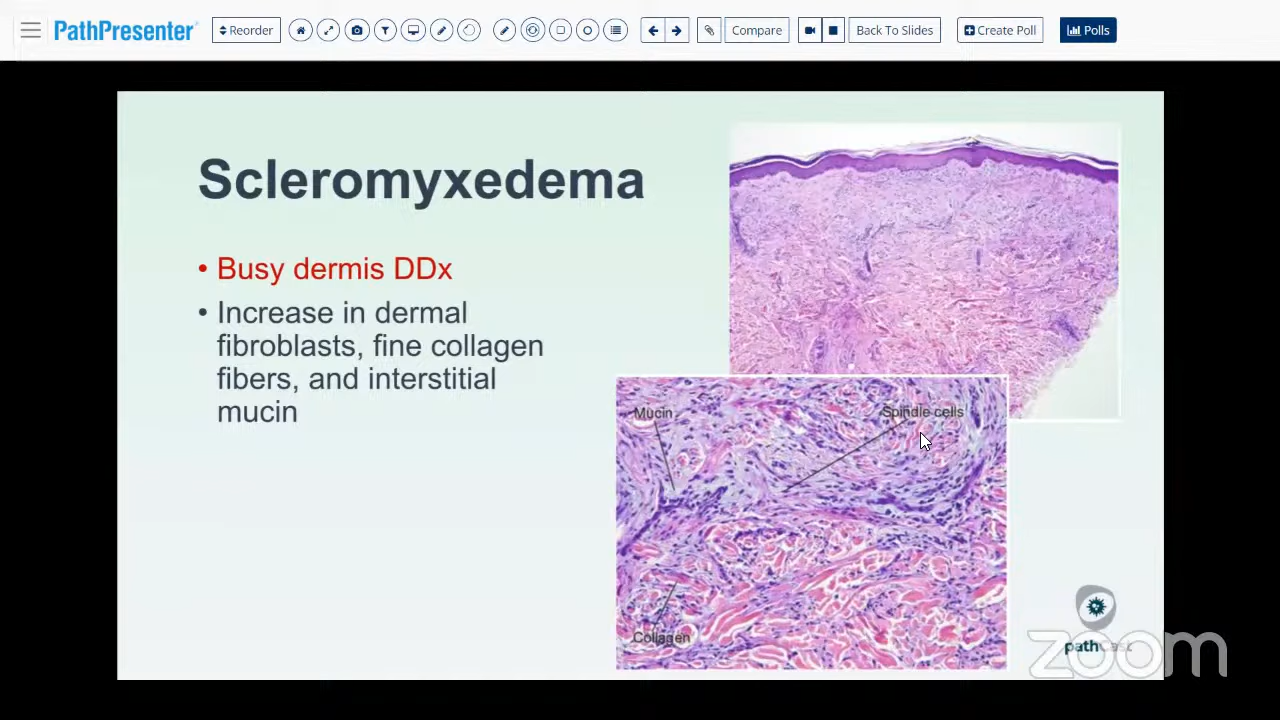 PathPresenter
Reorder
Compare
Back To Slides
Create Poll
Polls
Scleromyxedema
• Busy dermis DDx
• Increase in dermal
fibroblasts, fine collagen
fibers, and interstitial
mucin
Mucin
Spindle cells
Collagen
pathCast
zoom